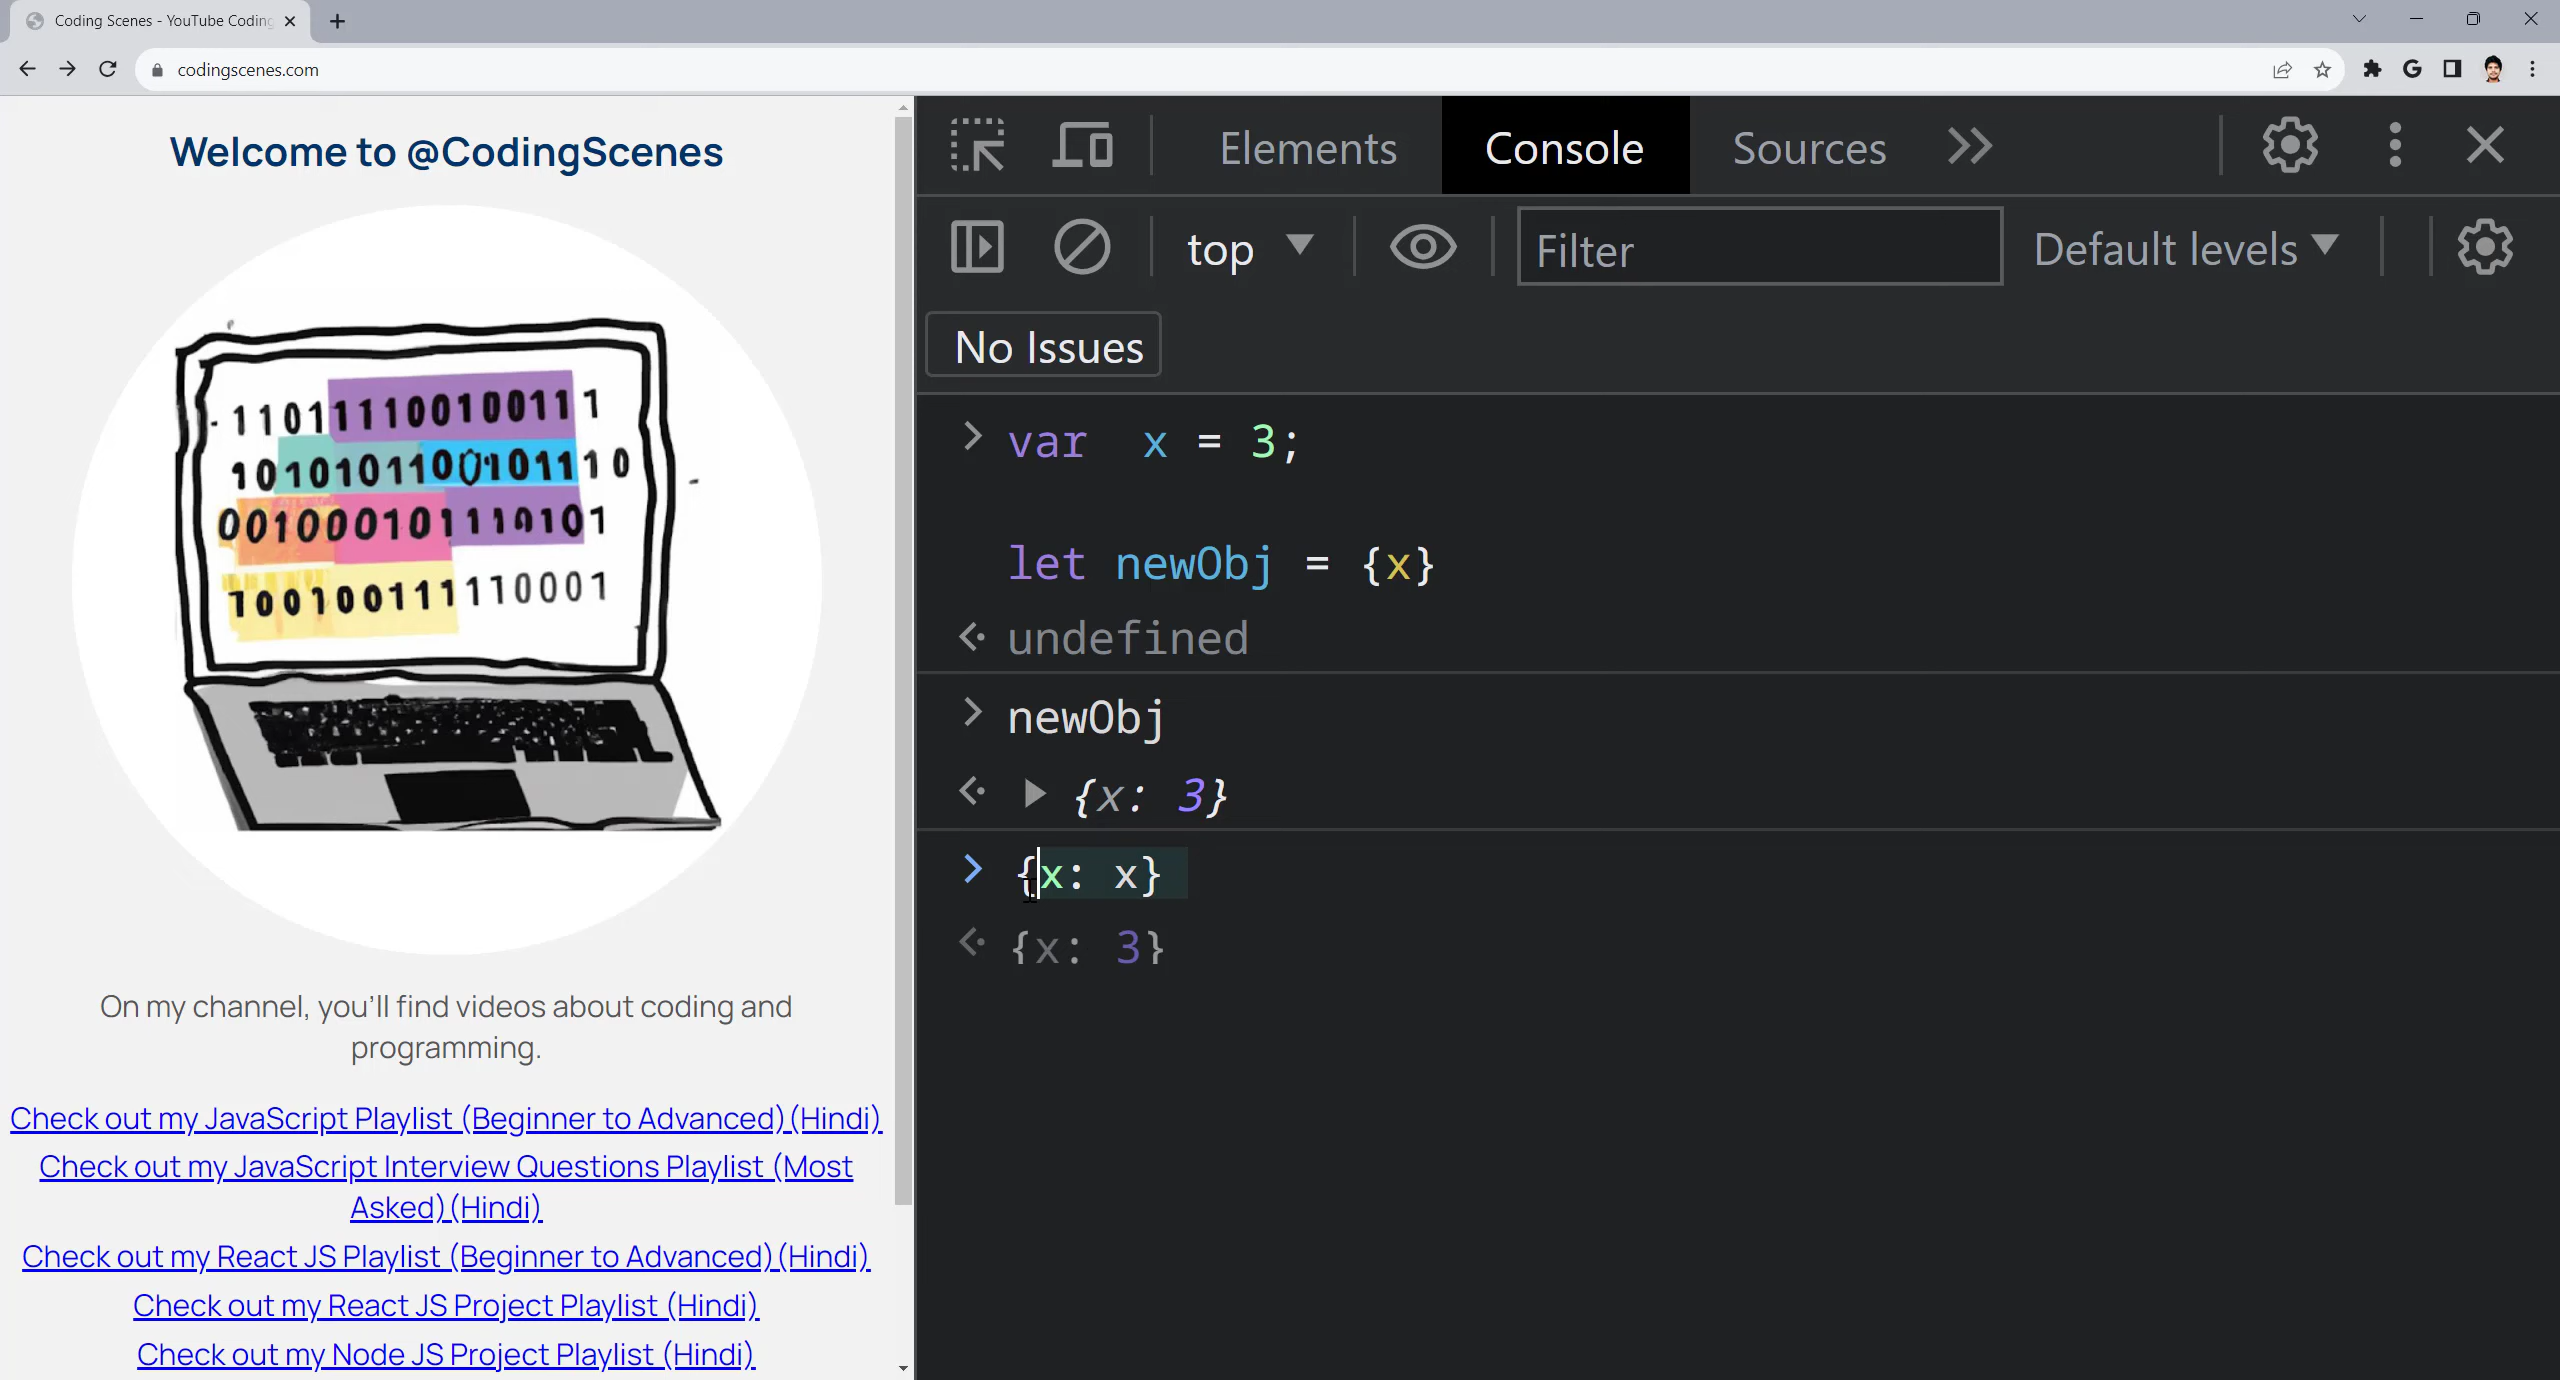 Coding Scenes - YouTube Coding
codingscenes.com
Welcome to @CodingScenes
1101111100100111
1010101100101110
0010001011110101
100100111110001
On my channel, you'll find videos about coding and
programming.
Check out my JavaScript Playlist (Beginner to Advanced)(Hindi)
Check out my JavaScript Interview Questions Playlist (Most
Asked)(Hindi)
Check out my React JS Playlist (Beginner to Advanced)(Hindi)
Check out my React JS Project Playlist (Hindi)
Check out my Node JS Project Playlist (Hindi)
Elements Console Sources
top Filter Default levels
No Issues
> var  x = 3;
let newObj = {x}
undefined
> newObj
{x: 3}
> {x: x}
{x: 3}